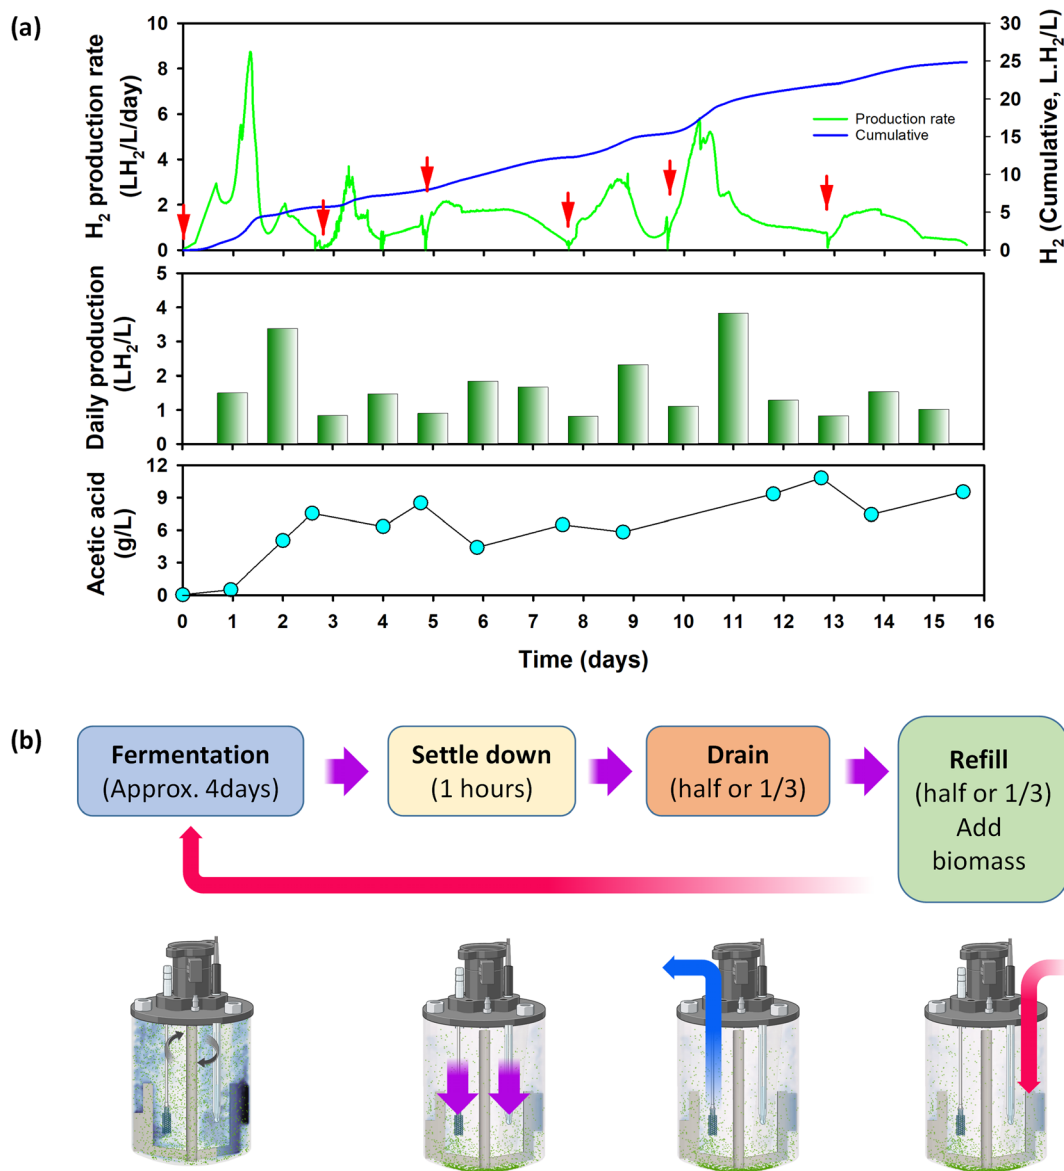 (a)
H₂ production rate
(LH₂/L/day)
10
8
6
4
2
0
Production rate
Cumulative
30
25
20
15
10
5
0
H₂ (Cumulative, L.H₂/L)
Daily production
(LH₂/L)
5
4
3
2
1
0
Acetic acid
(g/L)
12
9
6
3
0
0 1 2 3 4 5 6 7 8 9 10 11 12 13 14 15 16
Time (days)
(b)
Fermentation
(Approx. 4days)
Settle down
(1 hours)
Drain
(half or 1/3)
Refill
(half or 1/3)
Add
biomass